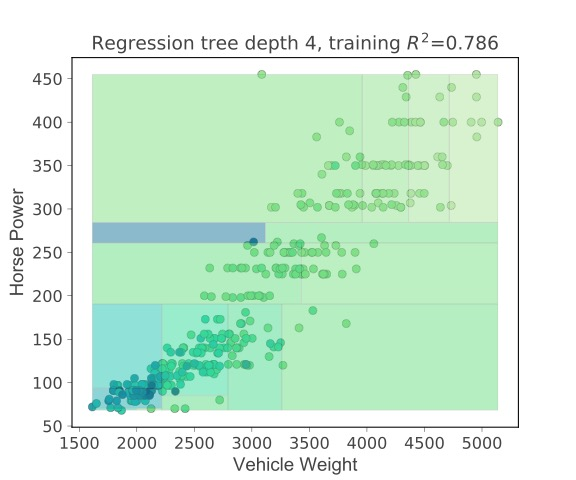 Regression tree depth 4, training R²=0.786
450
400
350
300
250
200
150
100
50
Horse Power
1500 2000 2500 3000 3500 4000 4500 5000
Vehicle Weight